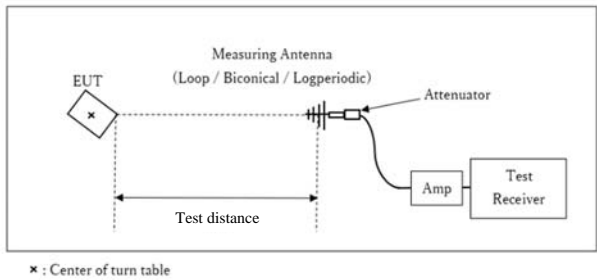 Measuring Antenna
(Loop / Biconical / Logperiodic)
EUT
Attenuator
Amp
Test
Receiver
Test distance
× : Center of turn table